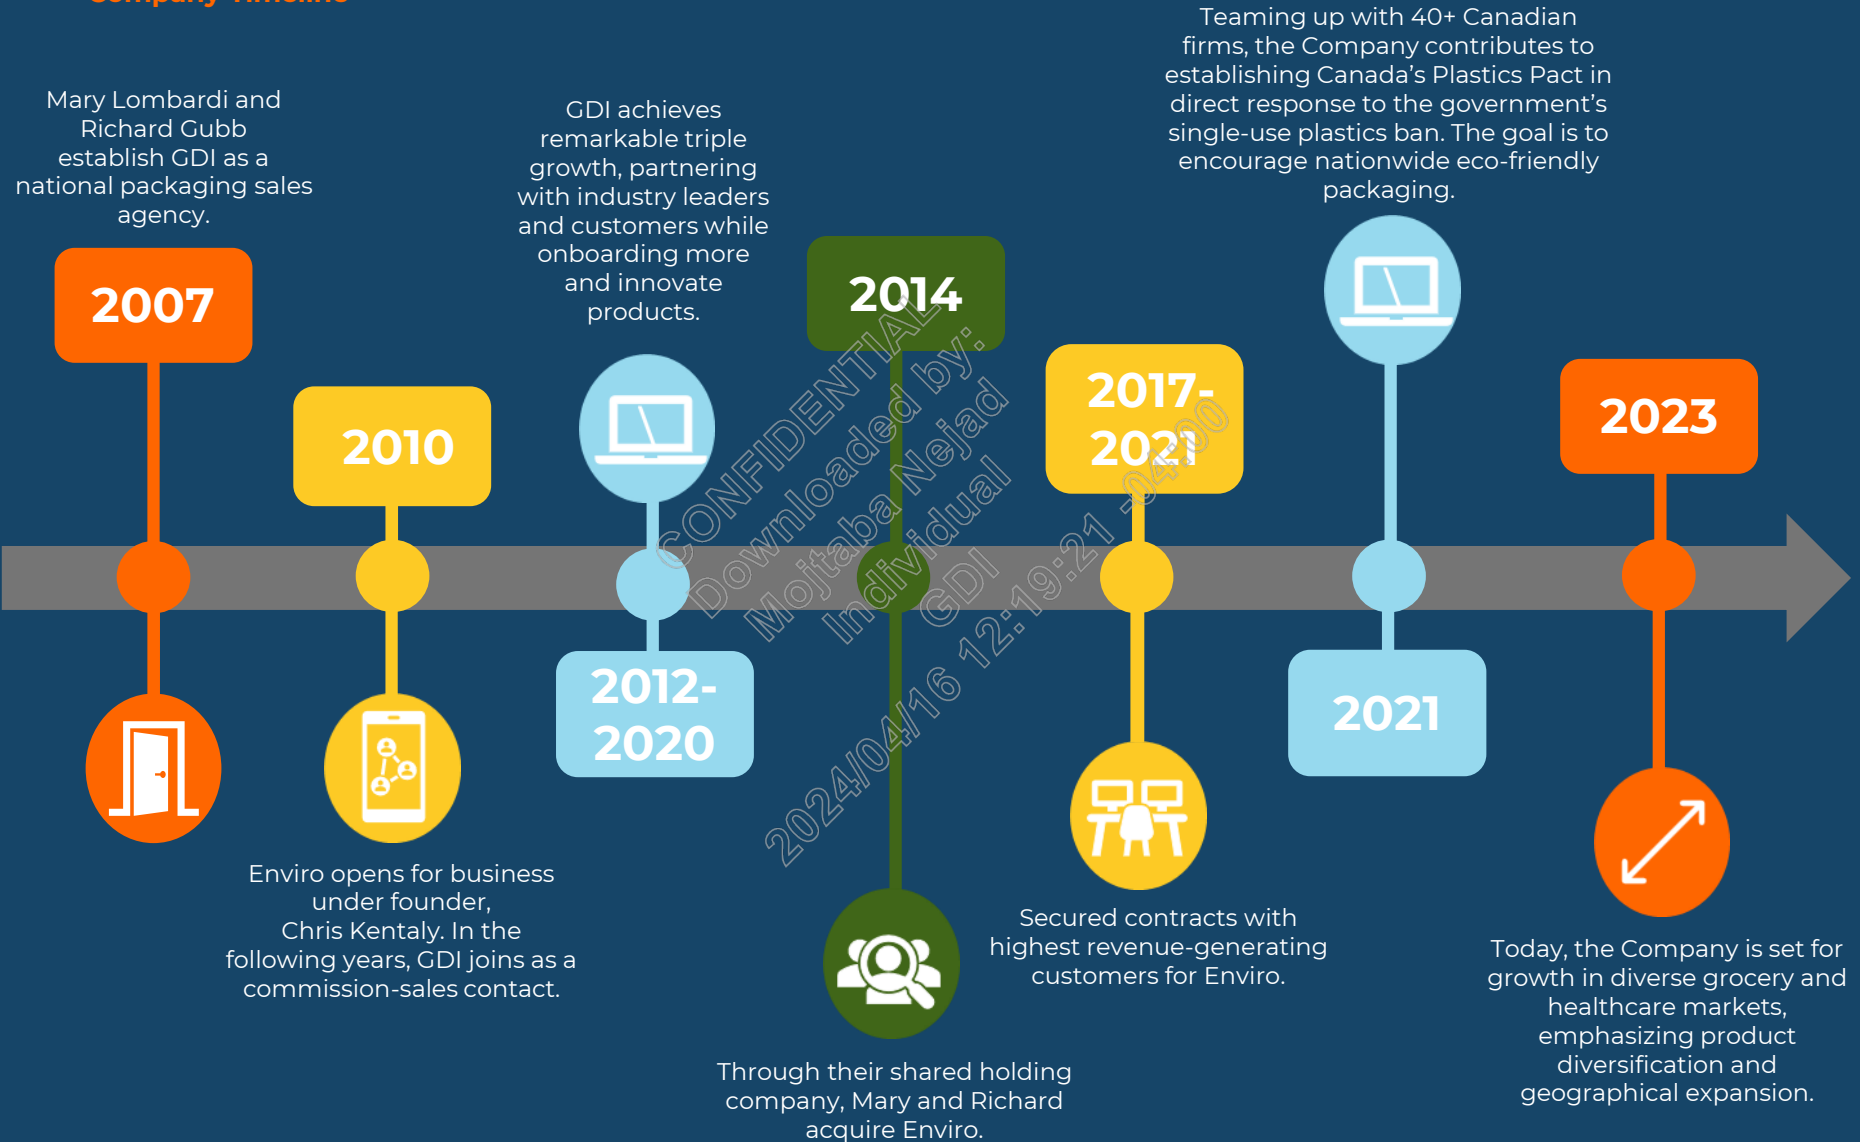 Company Timeline
Mary Lombardi and
Richard Gubb
establish GDI as a
national packaging sales
agency.
2007
2010
Enviro opens for business
under founder,
Chris Kentaly. In the
following years, GDI joins as a
commission-sales contact.
GDI achieves
remarkable triple
growth, partnering
with industry leaders
and customers while
onboarding more
and innovate
products.
2012-
2020
2014
Through their shared holding
company, Mary and Richard
acquire Enviro.
2017-
2021
Secured contracts with
highest revenue-generating
customers for Enviro.
Teaming up with 40+ Canadian
firms, the Company contributes to
establishing Canada’s Plastics Pact in
direct response to the government’s
single-use plastics ban. The goal is to
encourage nationwide eco-friendly
packaging.
2021
2023
Today, the Company is set for
growth in diverse grocery and
healthcare markets,
emphasizing product
diversification and
geographical expansion.
CONFIDENTIAL
Downloaded by:
Mojtaba Nejad
Individual
GDI
2024/04/16 12:19:21 -04:00